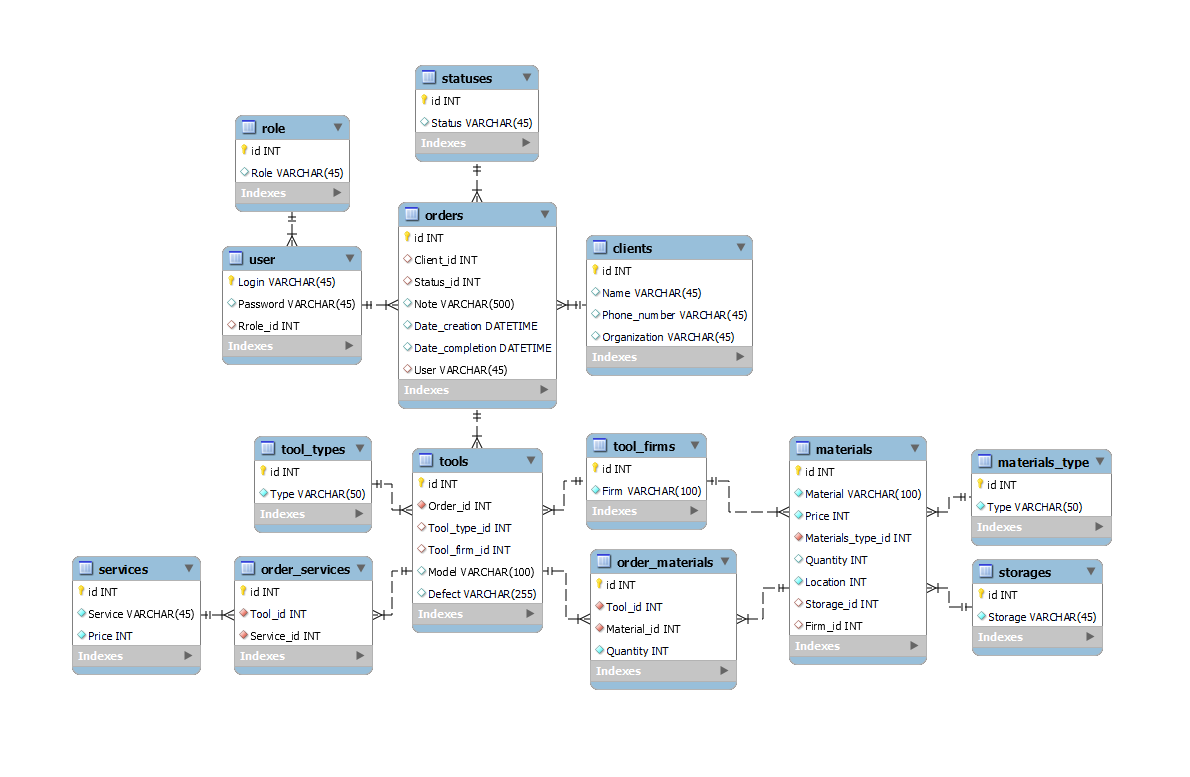 statuses
id INT
Status VARCHAR(45)
Indexes
role
id INT
Role VARCHAR(45)
Indexes
orders
id INT
Client_id INT
Status_id INT
Note VARCHAR(500)
Date_creation DATETIME
Date_completion DATETIME
User VARCHAR(45)
Indexes
user
Login VARCHAR(45)
Password VARCHAR(45)
Rrole_id INT
Indexes
clients
id INT
Name VARCHAR(45)
Phone_number VARCHAR(45)
Organization VARCHAR(45)
Indexes
tool_types
id INT
Type VARCHAR(50)
Indexes
tools
id INT
Order_id INT
Tool_type_id INT
Tool_firm_id INT
Model VARCHAR(100)
Defect VARCHAR(255)
Indexes
tool_firms
id INT
Firm VARCHAR(100)
Indexes
materials
id INT
Material VARCHAR(100)
Price INT
Materials_type_id INT
Quantity INT
Location INT
Storage_id INT
Firm_id INT
Indexes
materials_type
id INT
Type VARCHAR(50)
Indexes
services
id INT
Service VARCHAR(45)
Price INT
Indexes
order_services
id INT
Tool_id INT
Service_id INT
Indexes
order_materials
id INT
Tool_id INT
Material_id INT
Quantity INT
Indexes
storages
id INT
Storage VARCHAR(45)
Indexes